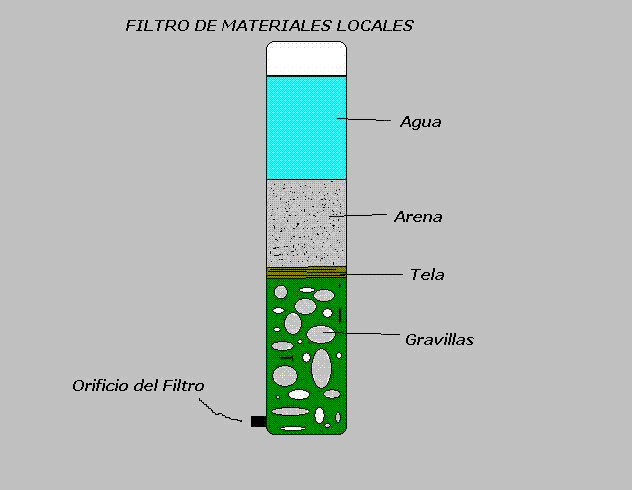 FILTRO DE MATERIALES LOCALES
Agua
Arena
Tela
Gravillas
Orificio del Filtro